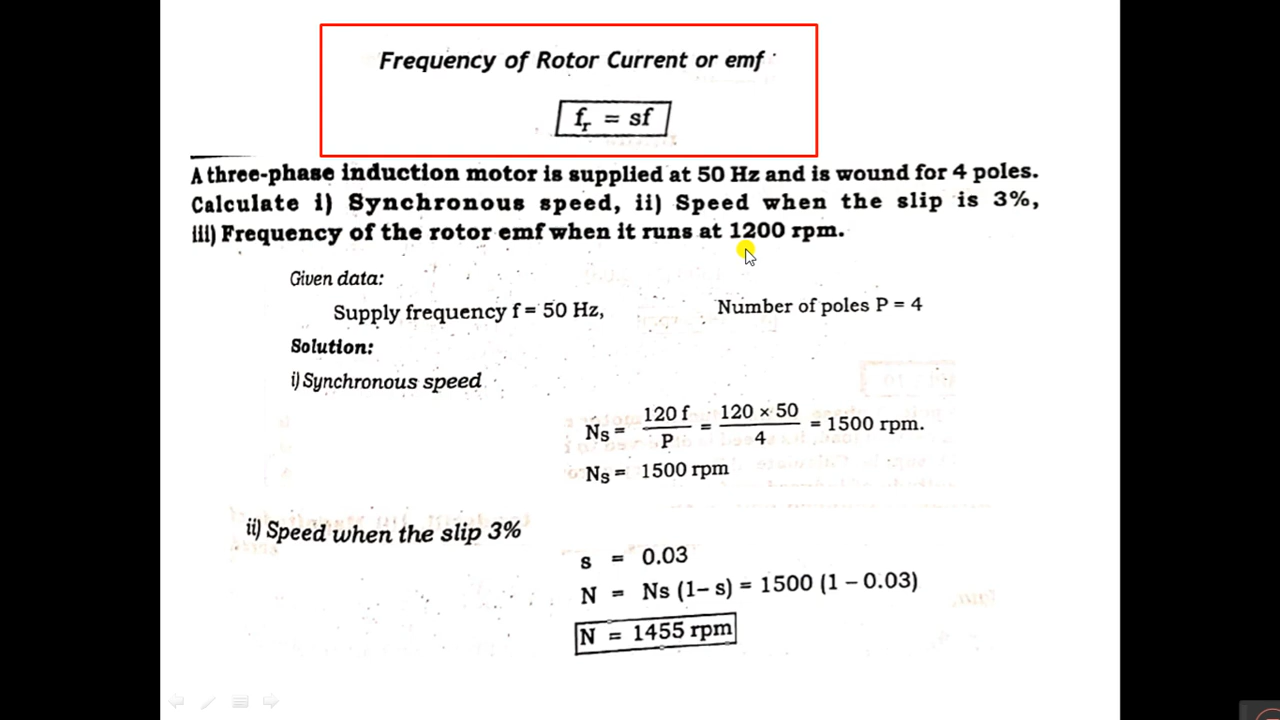 Frequency of Rotor Current or emf
fr = sf
A three-phase induction motor is supplied at 50 Hz and is wound for 4 poles.
Calculate i) Synchronous speed, ii) Speed when the slip is 3%,
iii) Frequency of the rotor emf when it runs at 1200 rpm.
Given data:
Supply frequency f = 50 Hz, Number of poles P = 4
Solution:
i) Synchronous speed
Ns = 120 f / P = 120 × 50 / 4 = 1500 rpm.
Ns = 1500 rpm
ii) Speed when the slip 3%
s = 0.03
N = Ns (1– s) = 1500 (1 – 0.03)
N = 1455 rpm